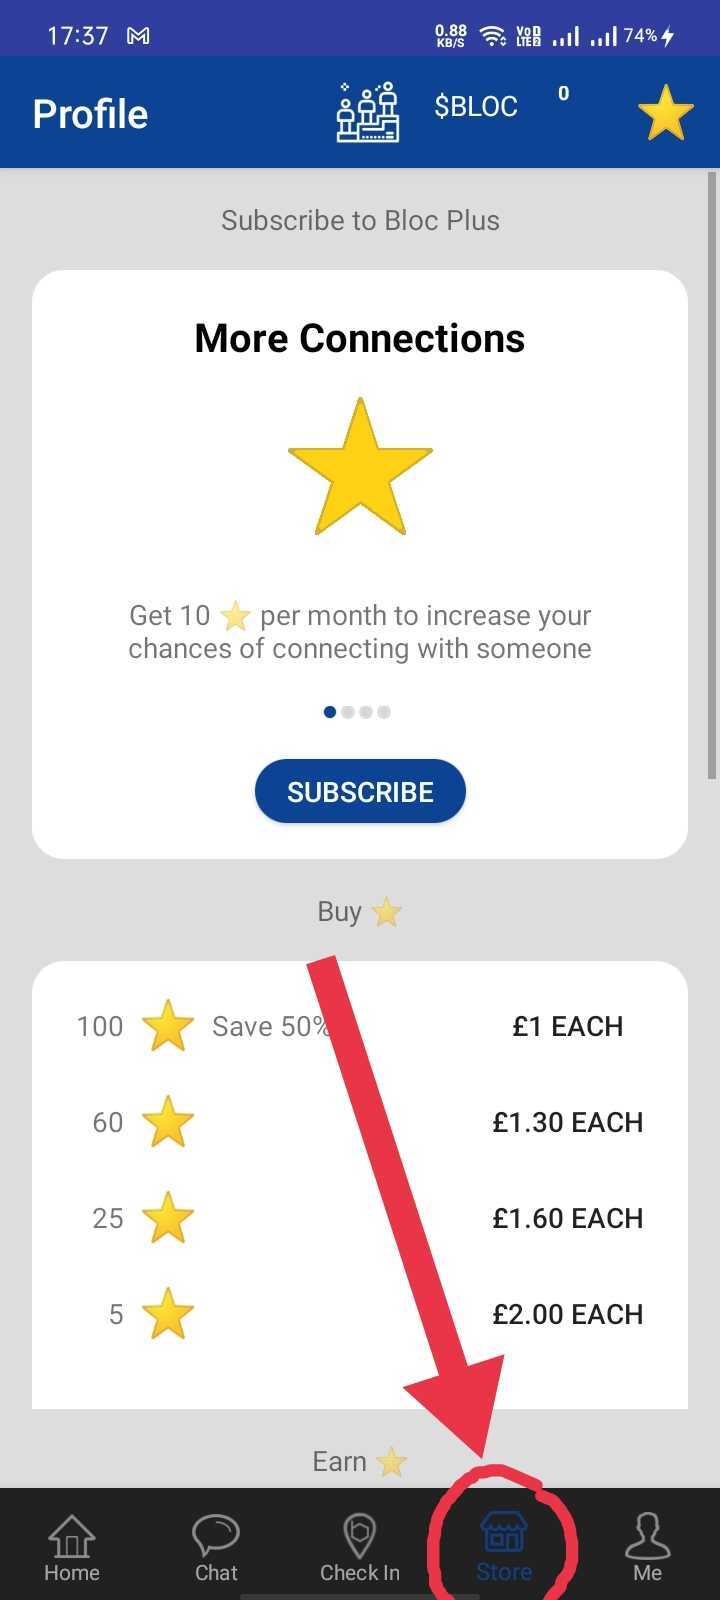 17:37
0.88
KB/S
VoD
LTE2
74%
Profile
$BLOC
0
Subscribe to Bloc Plus
More Connections
Get 10 per month to increase your
chances of connecting with someone
SUBSCRIBE
Buy
100 Save 50% £1 EACH
60 £1.30 EACH
25 £1.60 EACH
5 £2.00 EACH
Earn
Home Chat Check In Store Me